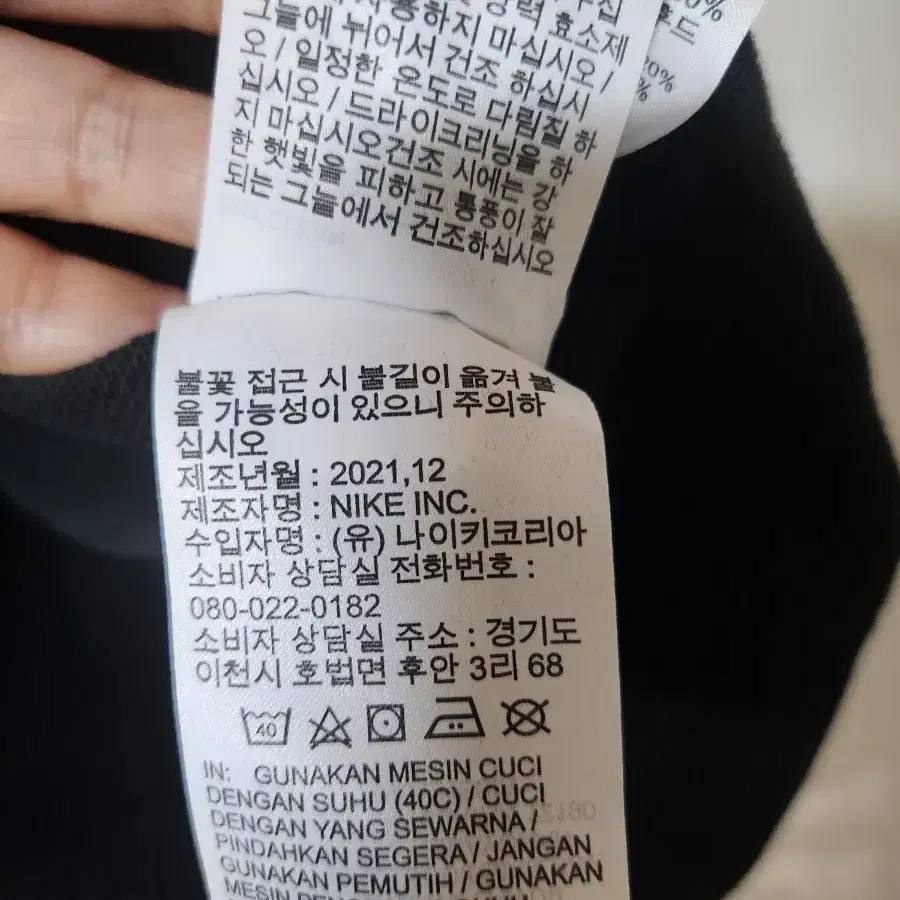 용하지 마십시오/
그늘에 뉘어서 건조 하십시
오/일정한 온도로 다림질 하
십시오/드라이크리닝을 하
지 마십시오건조 시에는 강
한 햇빛을 피하고 통풍이 잘
되는 그늘에서 건조하십시오
0%
%
불꽃 접근 시 불길이 옮겨 붙
을 가능성이 있으니 주의하
십시오
제조년월 : 2021,12
제조자명 : NIKE INC.
수입자명 : (유) 나이키코리아
소비자 상담실 전화번호 :
080-022-0182
소비자 상담실 주소 : 경기도
이천시 호법면 후안 3리 68
40
IN: GUNAKAN MESIN CUCI
DENGAN SUHU (40C) / CUCI
DENGAN YANG SEWARNA /
PINDAHKAN SEGERA / JANGAN
GUNAKAN PEMUTIH / GUNAKAN